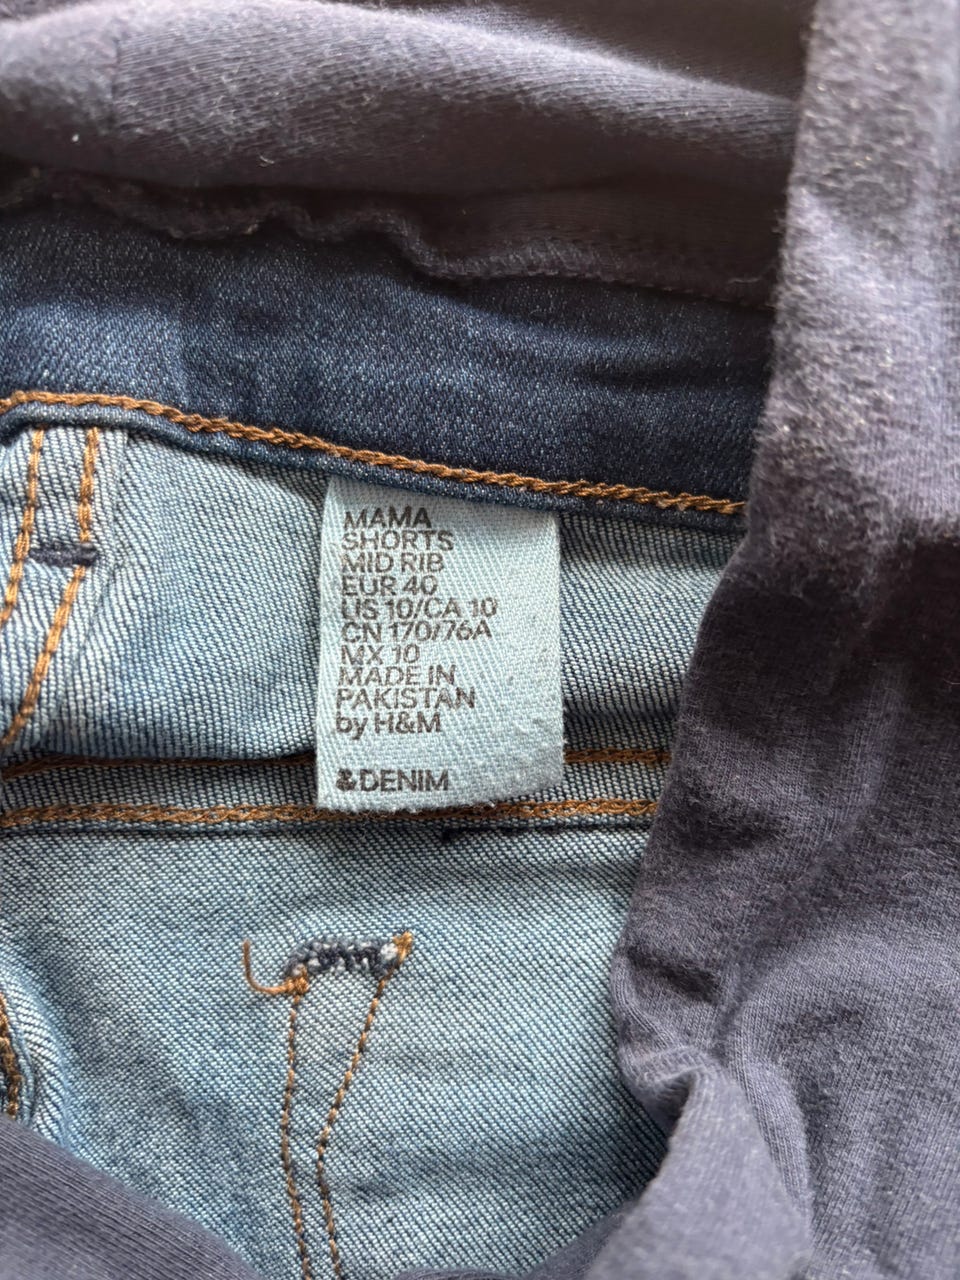 MAMA
SHORTS
MID RIB
EUR 40
US 10/CA 10
CN 170/76A
MX 10
MADE IN
PAKISTAN
by H&M
&DENIM